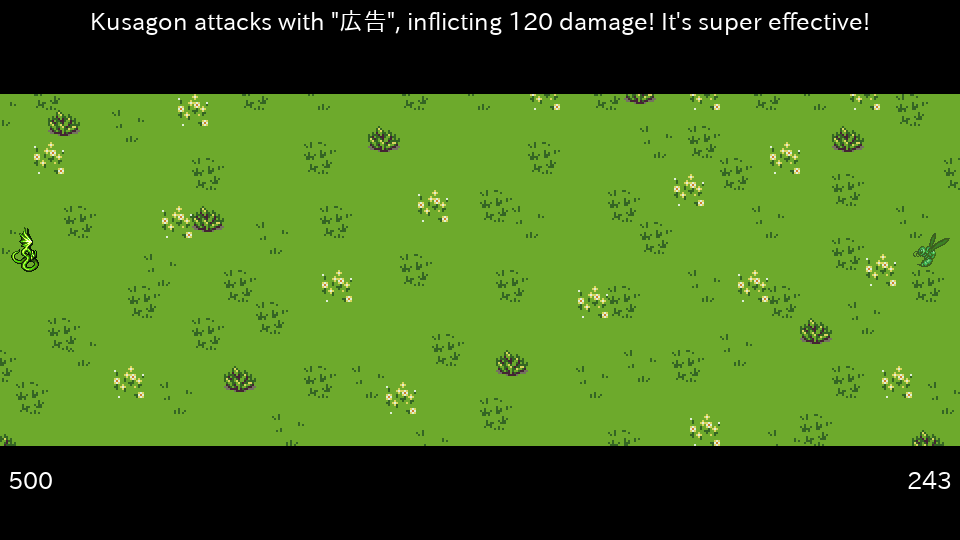 Kusagon attacks with "広告", inflicting 120 damage! It's super effective!
500
243